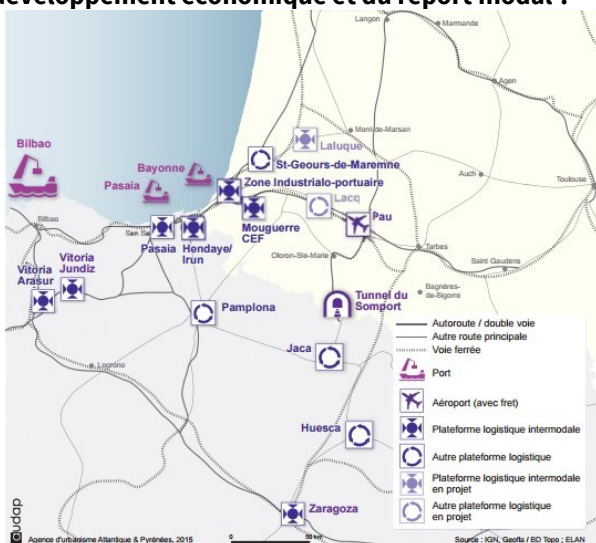 développement économique et du report modal ?
Langon
Marmande
Agen
Mont-de-Marsan
Bilbao
Laluque
St-Geours-de-Maremne
Bayonne
Pasaia
Zone Industrialo-portuaire
Auch
Toulouse
Lacq
Mouguerre
CEF
Pau
Bilbao
San Se
Pasaia
Hendaye/
Irun
Tarbes
Oloron-Ste-Marie
Saint Gaudens
Vitoria
Jundiz
Vitoria
Arasur
Bagnères-
de-Bigorre
Pamplona
Tunnel du
Somport
Autoroute / double voie
Autre route principale
Voie ferrée
Jaca
Port
Logrono
Aéroport (avec fret)
Plateforme logistique intermodale
Huesca
Autre plateforme logistique
Plateforme logistique intermodale
en projet
Zaragoza
Autre plateforme logistique
en projet
audap
Agence d'urbanisme Atlantique & Pyrénées, 2015
0
50 km
Source : IGN, Geofla / BD Topo ; ELAN